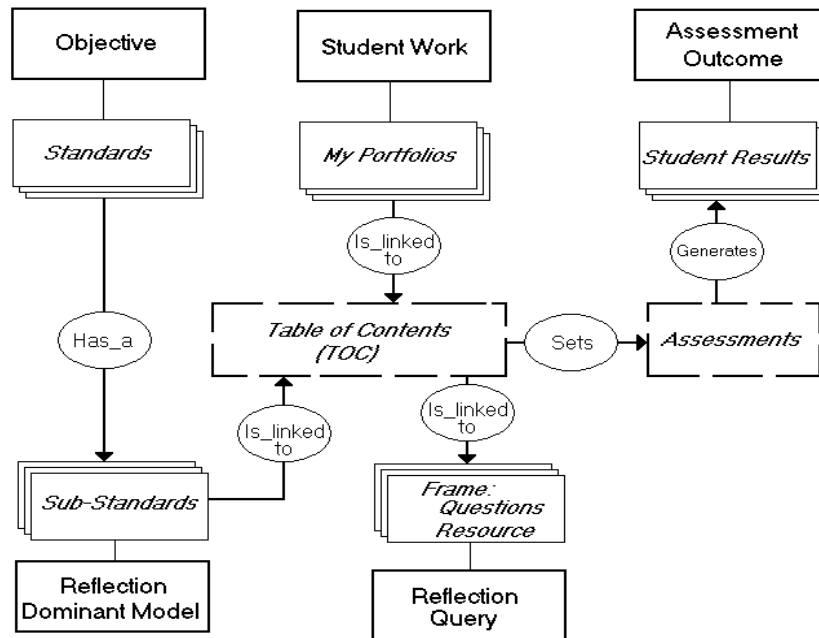 Objective
Student Work
Assessment
Outcome
Standards
My Portfolios
Student Results
Is_linked
to
Generates
Has_a
Table of Contents
(TOC)
Sets
Assessments
Is_linked
to
Is_linked
to
Sub-Standards
Frame:
Questions
Resource
Reflection
Dominant Model
Reflection
Query